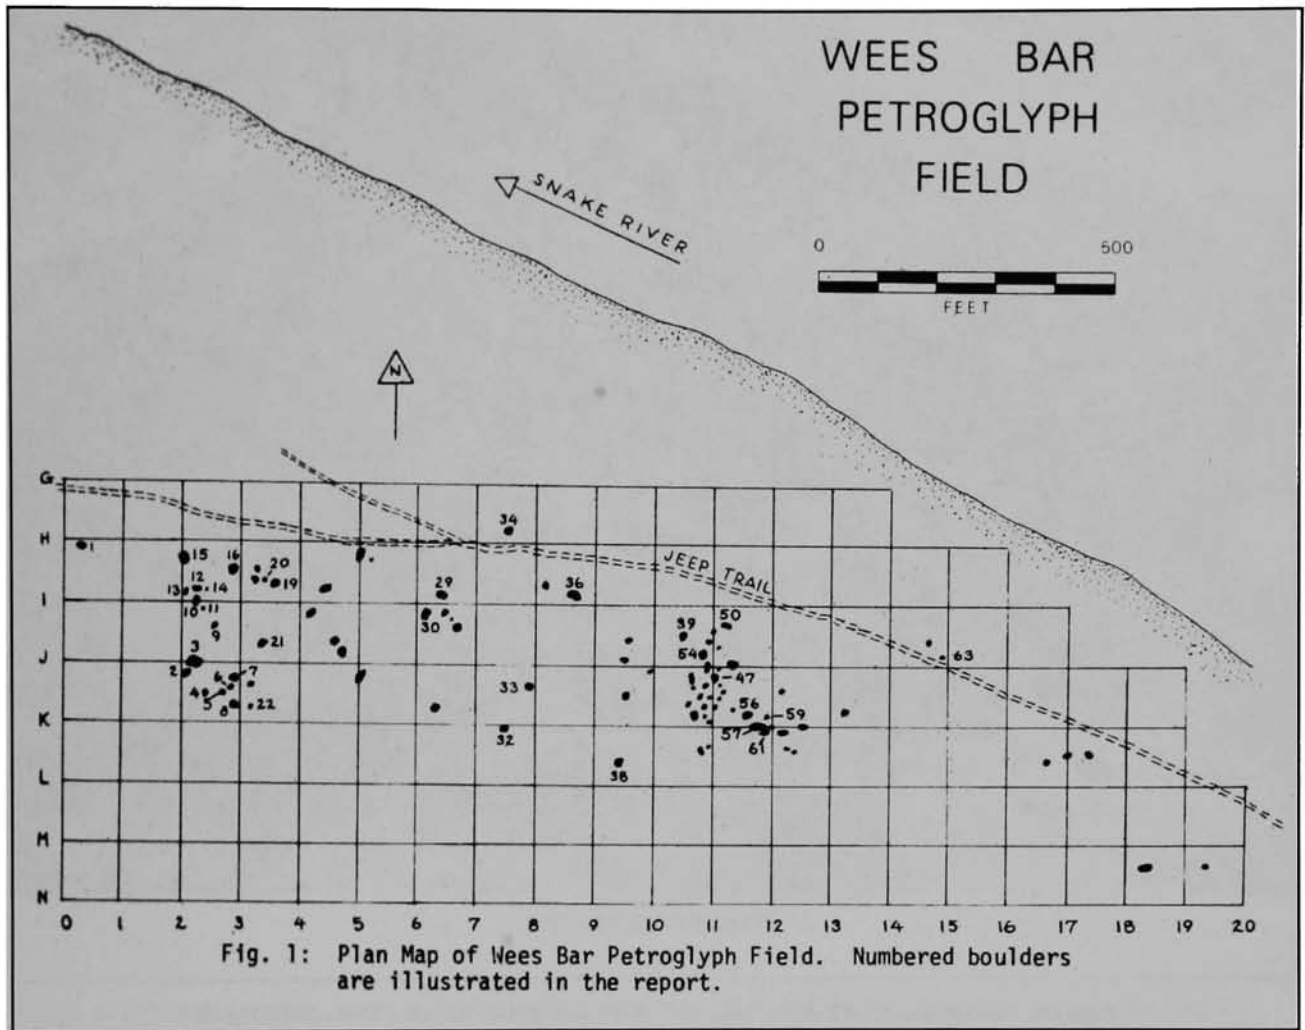 WEES BAR
PETROGLYPH
FIELD
SNAKE RIVER
0 500
FEET
N
G
34
H
1 15 16 20 JEEP TRAIL
13 12 14 19 29 36
I
10 11 30 39 50
9 21 54 63
3
J
2 6 7 33 47
4 5 8 22 56 59
K
32 57 61
38
L
M
N
0 1 2 3 4 5 6 7 8 9 10 11 12 13 14 15 16 17 18 19 20
Fig. 1: Plan Map of Wees Bar Petroglyph Field. Numbered boulders
are illustrated in the report.